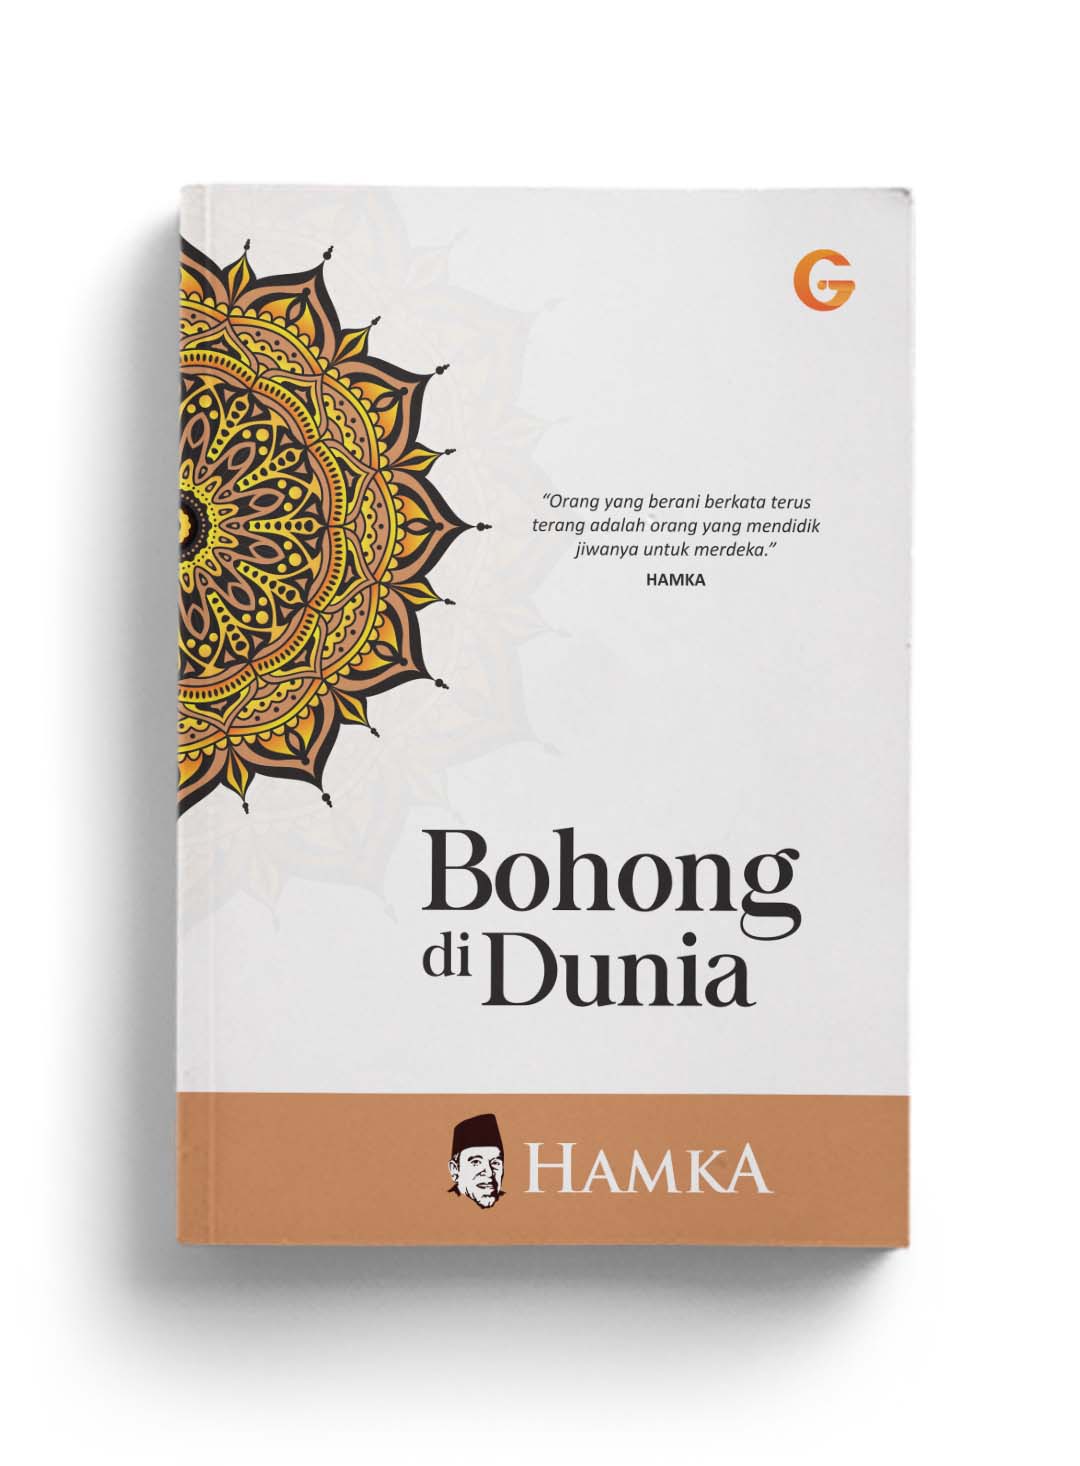 G
“Orang yang berani berkata terus
terang adalah orang yang mendidik
jiwanya untuk merdeka.”
HAMKA
Bohong
di Dunia
HAMKA